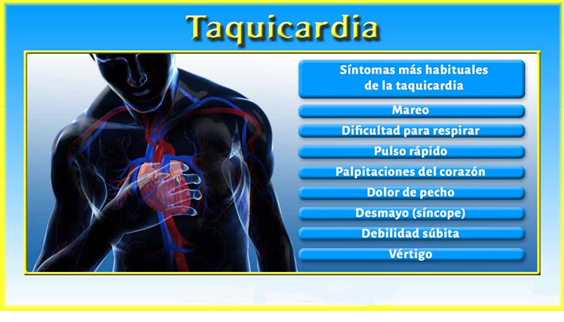 Taquicardia
Síntomas más habituales
de la taquicardia
Mareo
Dificultad para respirar
Pulso rápido
Palpitaciones del corazón
Dolor de pecho
Desmayo (síncope)
Debilidad súbita
Vértigo